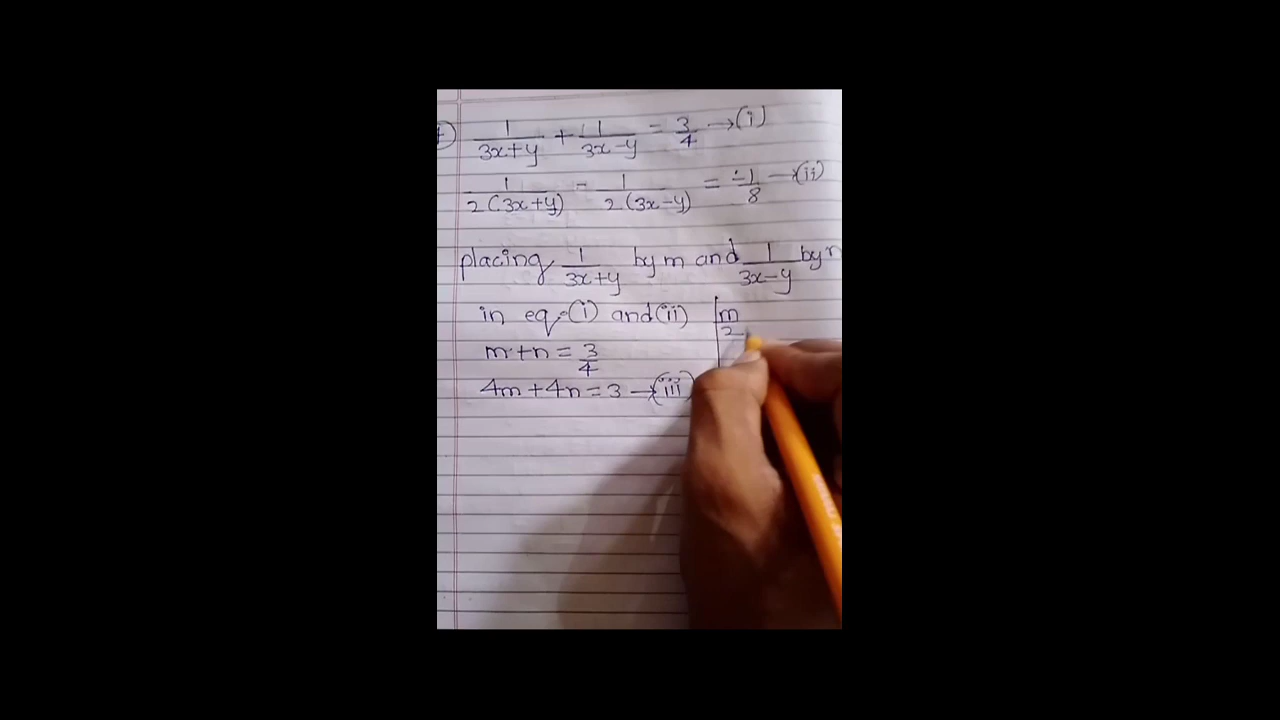 1/(3x+y) + 1/(3x-y) = 3/4 → (i)
1/(2(3x+y)) - 1/(2(3x-y)) = -1/8 → (ii)
placing 1/(3x+y) by m and 1/(3x-y) by n
in eq. (i) and (ii)
m+n = 3/4
4m+4n=3 → (iii)
m/2